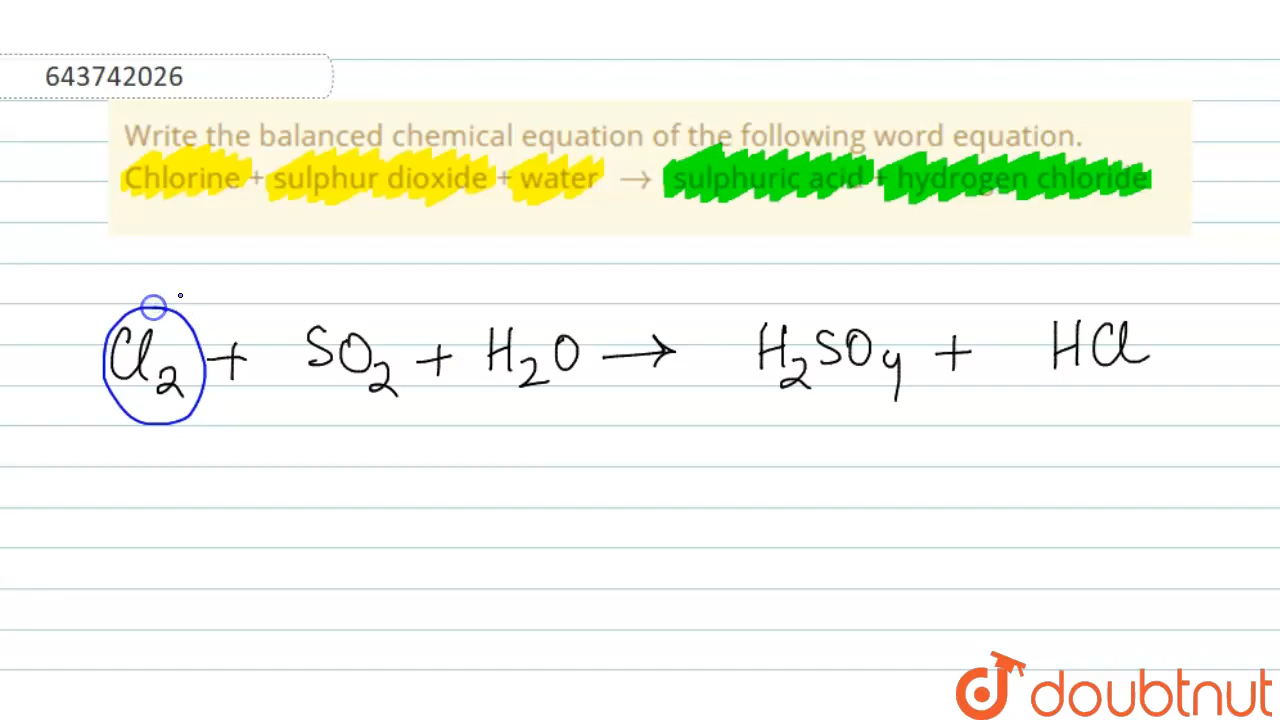 643742026
Write the balanced chemical equation of the following word equation.
Chlorine + sulphur dioxide + water → sulphuric acid + hydrogen chloride
Cl₂ + SO₂ + H₂O → H₂SO₄ + HCl
doubtnut